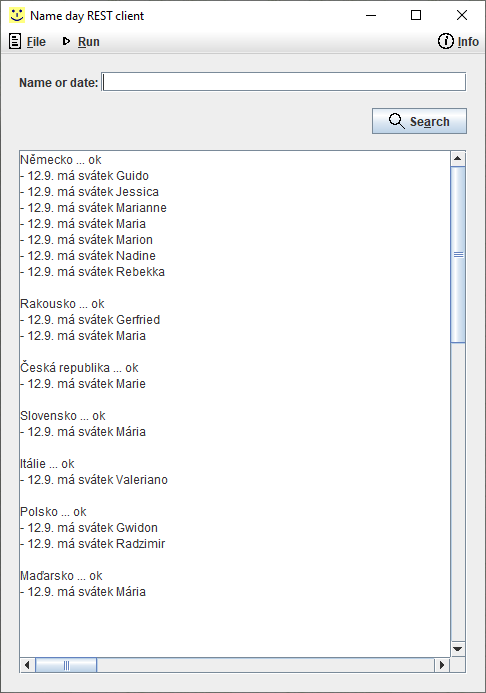 Name day REST client
File Run Info
Name or date:
Search
Německo ... ok
- 12.9. má svátek Guido
- 12.9. má svátek Jessica
- 12.9. má svátek Marianne
- 12.9. má svátek Maria
- 12.9. má svátek Marion
- 12.9. má svátek Nadine
- 12.9. má svátek Rebekka
Rakousko ... ok
- 12.9. má svátek Gerfried
- 12.9. má svátek Maria
Česká republika ... ok
- 12.9. má svátek Marie
Slovensko ... ok
- 12.9. má svátek Mária
Itálie ... ok
- 12.9. má svátek Valeriano
Polsko ... ok
- 12.9. má svátek Gwidon
- 12.9. má svátek Radzimir
Maďarsko ... ok
- 12.9. má svátek Mária